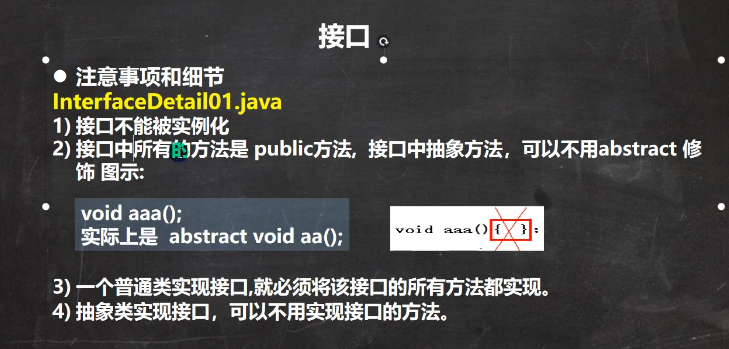 接口
注意事项和细节
InterfaceDetail01.java
1) 接口不能被实例化
2) 接口中所有的方法是 public方法, 接口中抽象方法，可以不用abstract 修
饰 图示:
void aaa();
实际上是 abstract void aa();
void aaa(){ };
3) 一个普通类实现接口,就必须将该接口的所有方法都实现。
4) 抽象类实现接口，可以不用实现接口的方法。